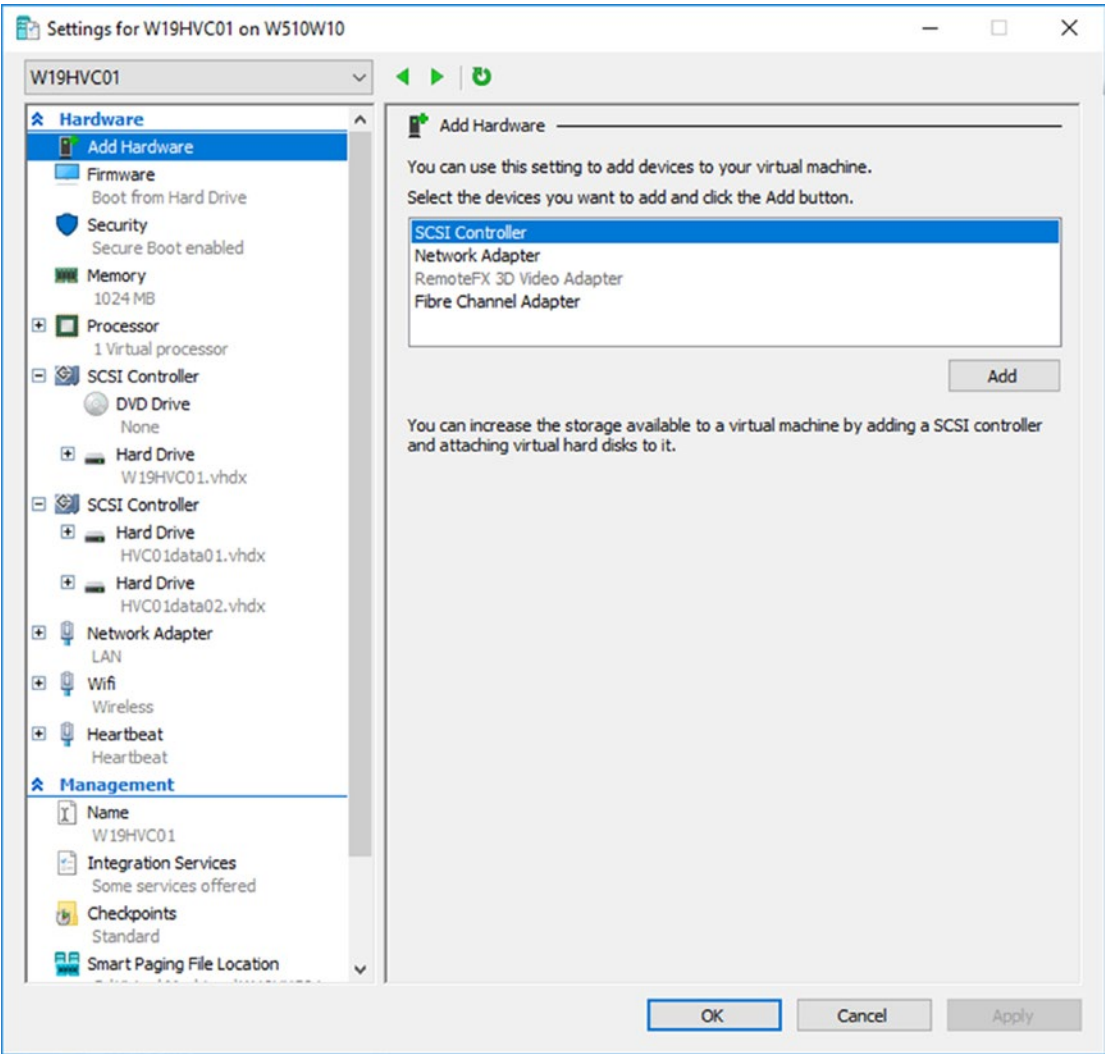 Settings for W19HVC01 on W510W10
W19HVC01
Hardware
Add Hardware
Firmware
Boot from Hard Drive
Security
Secure Boot enabled
Memory
1024 MB
Processor
1 Virtual processor
SCSI Controller
DVD Drive
None
Hard Drive
W19HVC01.vhdx
SCSI Controller
Hard Drive
HVC01data01.vhdx
Hard Drive
HVC01data02.vhdx
Network Adapter
LAN
Wifi
Wireless
Heartbeat
Heartbeat
Management
Name
W19HVC01
Integration Services
Some services offered
Checkpoints
Standard
Smart Paging File Location
Add Hardware
You can use this setting to add devices to your virtual machine.
Select the devices you want to add and click the Add button.
SCSI Controller
Network Adapter
RemoteFX 3D Video Adapter
Fibre Channel Adapter
Add
You can increase the storage available to a virtual machine by adding a SCSI controller
and attaching virtual hard disks to it.
OK
Cancel
Apply